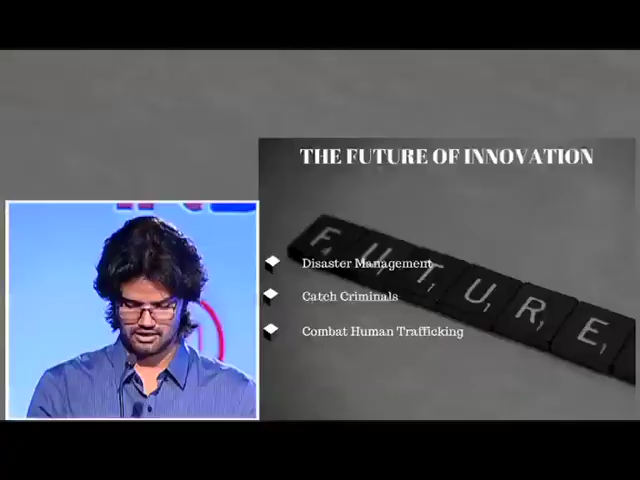 THE FUTURE OF INNOVATION
FUTURE
Disaster Management
Catch Criminals
Combat Human Trafficking